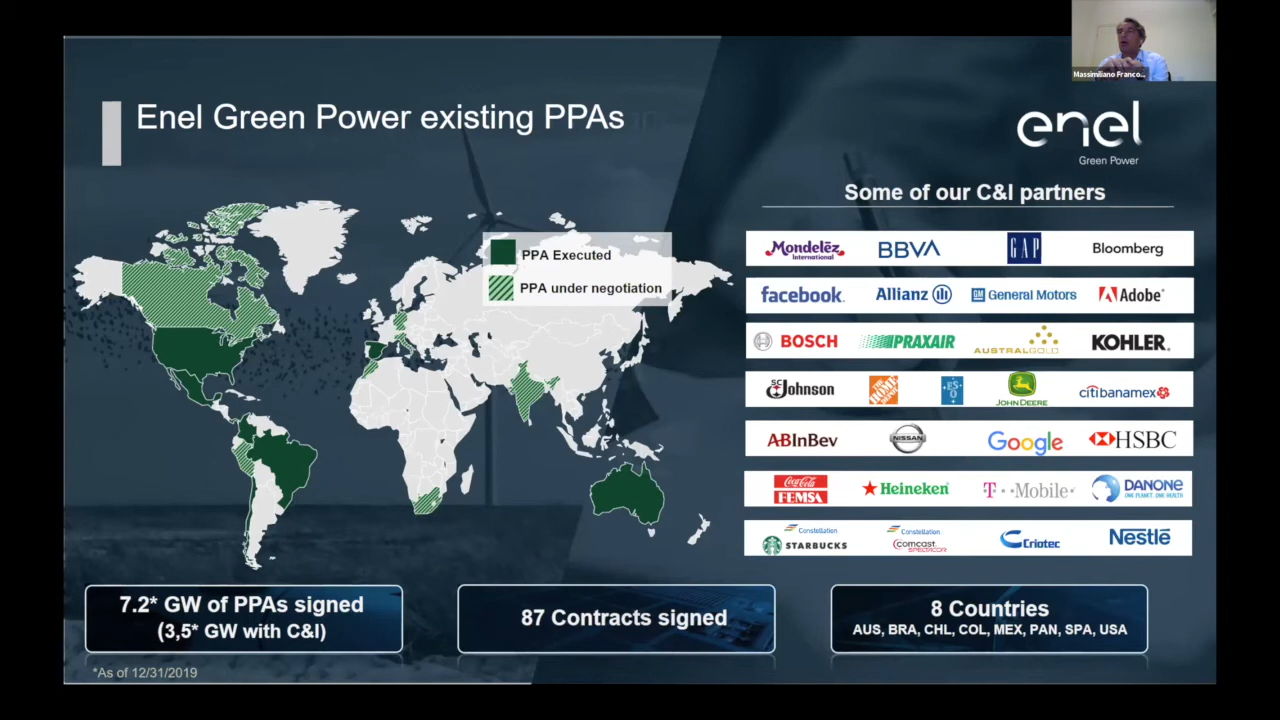 Massimiliano Franco...
Enel Green Power existing PPAs
enel
Green Power
Some of our C&I partners
PPA Executed
PPA under negotiation
Mondelēz International BBVA GAP Bloomberg
facebook Allianz GM General Motors Adobe
BOSCH PRAXAIR AUSTRALGOLD KOHLER
SC Johnson THE HOME DEPOT ESO JOHN DEERE citibanamex
ABInBev NISSAN Google HSBC
Coca-Cola FEMSA Heineken T··Mobile· DANONE ONE PLANET. ONE HEALTH
Constellation STARBUCKS Constellation COMCAST SPECTACOR Criotec Nestlé
7.2* GW of PPAs signed
(3,5* GW with C&I)
87 Contracts signed
8 Countries
AUS, BRA, CHL, COL, MEX, PAN, SPA, USA
*As of 12/31/2019